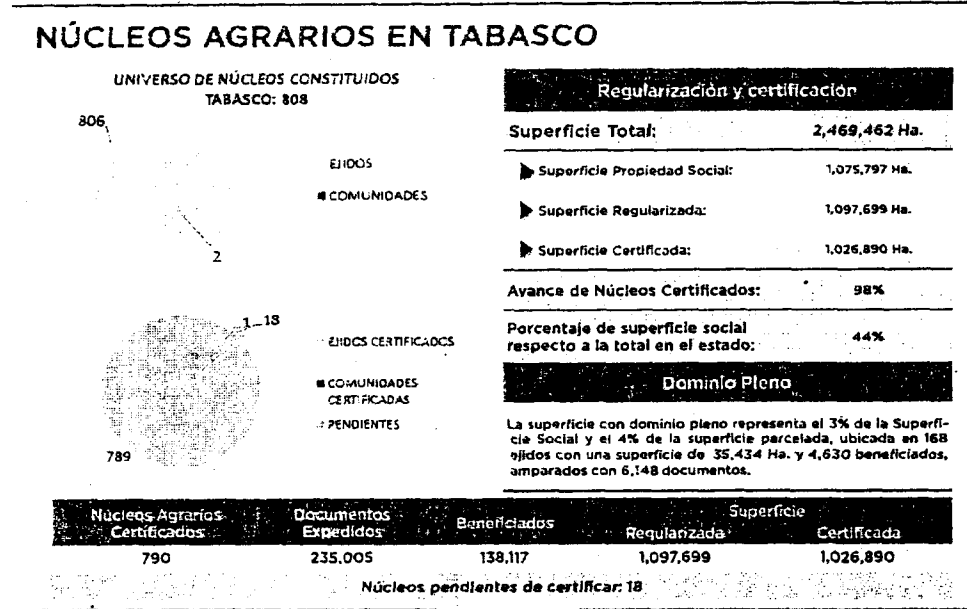 NÚCLEOS AGRARIOS EN TABASCO
UNIVERSO DE NÚCLEOS CONSTITUIDOS
TABASCO: 808
806
EJIDOS
COMUNIDADES
2
1
18
EJIDOS CERTIFICADOS
COMUNIDADES
CERTIFICADAS
PENDIENTES
789
Regularización y certificación
Superficie Total: 2,469,462 Ha.
Superficie Propiedad Social: 1,075,797 Ha.
Superficie Regularizada: 1,097,699 Ha.
Superficie Certificada: 1,026,890 Ha.
Avance de Núcleos Certificados: 98%
Porcentaje de superficie social
respecto a la total en el estado: 44%
Dominio Pleno
La superficie con dominio pleno representa el 3% de la Superfi-
cie Social y el 4% de la superficie parcelada, ubicada en 168
ejidos con una superficie de 35,434 Ha. y 4,630 beneficiados,
amparados con 6,148 documentos.
Núcleos Agrarios Documentos Beneficiados Superficie
Certificados Expedidos Regularizada Certificada
790 235,005 138,117 1,097,699 1,026,890
Núcleos pendientes de certificar: 18